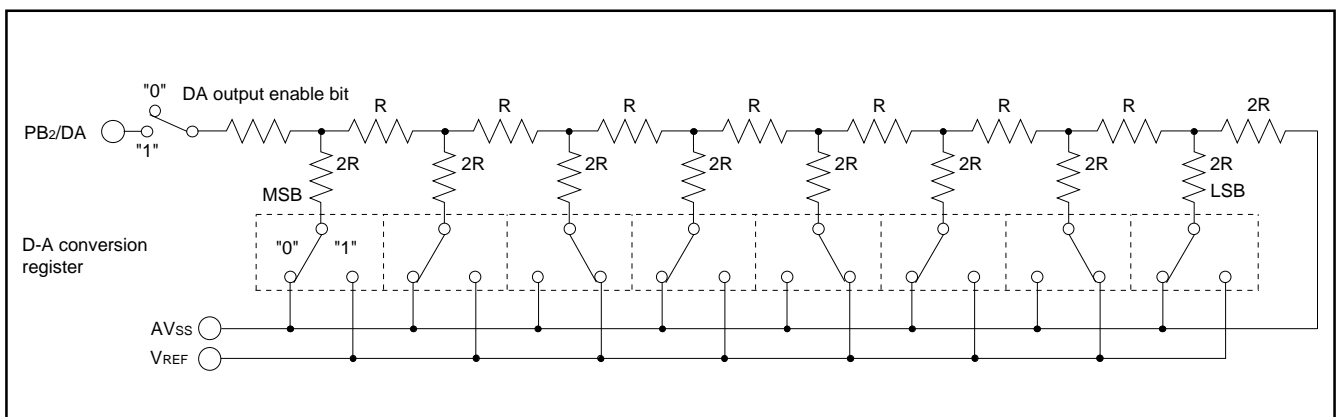 "0" DA output enable bit
R R R R R R R 2R
PB2/DA
"1"
2R 2R 2R 2R 2R 2R 2R 2R
MSB LSB
D-A conversion
register
"0" "1"
AVSS
VREF